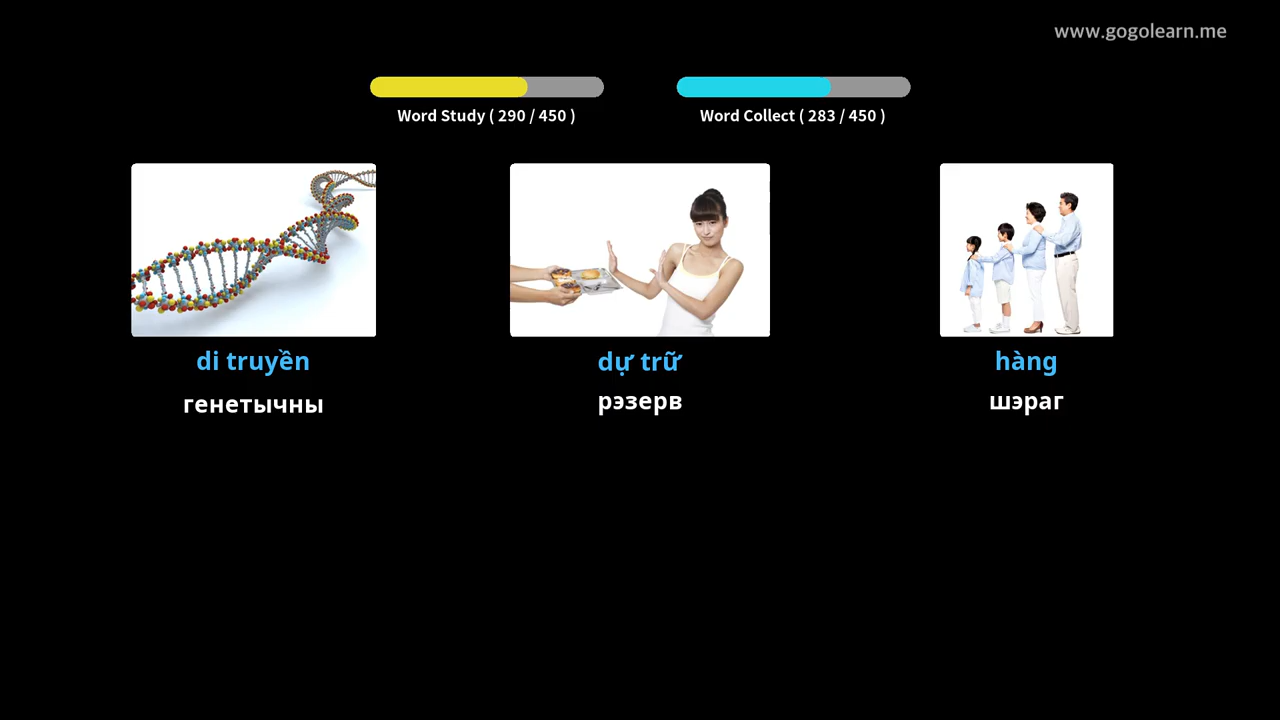 www.gogolearn.me
Word Study ( 290 / 450 )
Word Collect ( 283 / 450 )
di truyền
dự trữ
hàng
генетычны
рэзерв
шэраг